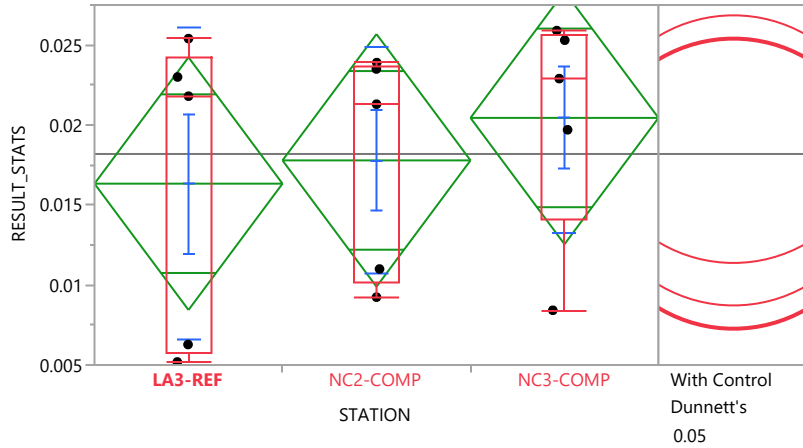 RESULT_STATS
0.025
0.02
0.015
0.01
0.005
LA3-REF
NC2-COMP
NC3-COMP
STATION
With Control
Dunnett's
0.05